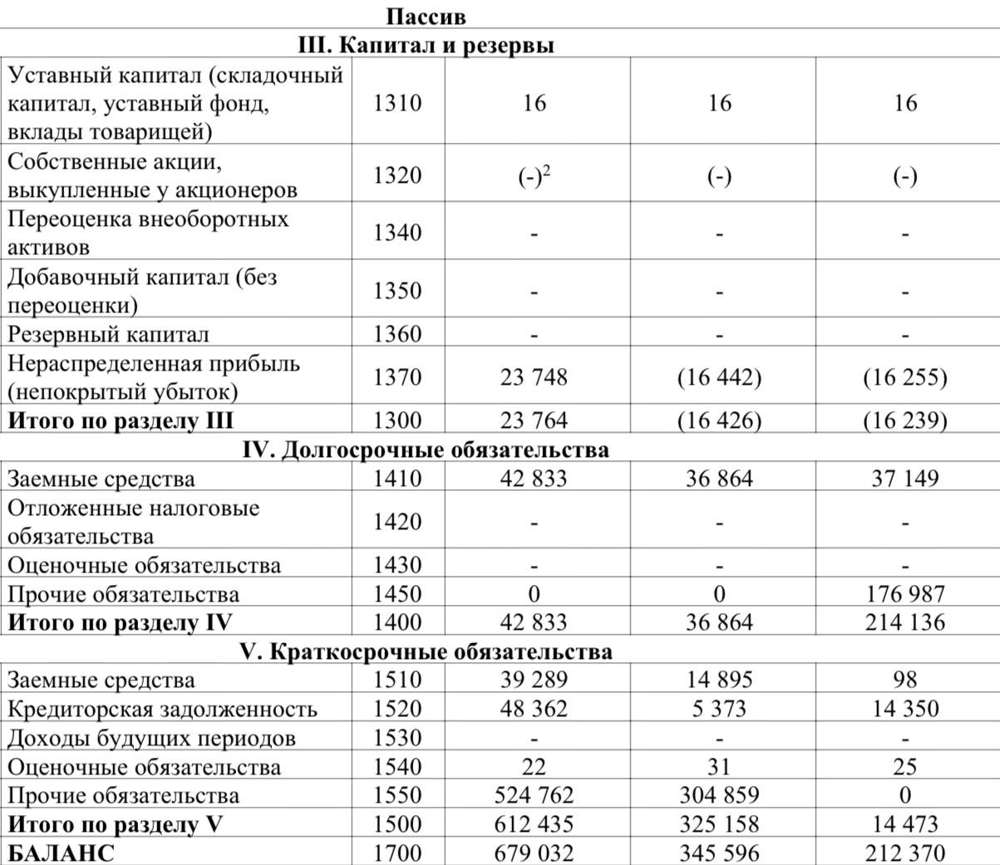 Пассив
III. Капитал и резервы
Уставный капитал (складочный
капитал, уставный фонд,
вклады товарищей) 1310 16 16 16
Собственные акции,
выкупленные у акционеров 1320 (-)² (-) (-)
Переоценка внеоборотных
активов 1340 - - -
Добавочный капитал (без
переоценки) 1350 - - -
Резервный капитал 1360 - - -
Нераспределенная прибыль
(непокрытый убыток) 1370 23 748 (16 442) (16 255)
Итого по разделу III 1300 23 764 (16 426) (16 239)
IV. Долгосрочные обязательства
Заемные средства 1410 42 833 36 864 37 149
Отложенные налоговые
обязательства 1420 - - -
Оценочные обязательства 1430 - - -
Прочие обязательства 1450 0 0 176 987
Итого по разделу IV 1400 42 833 36 864 214 136
V. Краткосрочные обязательства
Заемные средства 1510 39 289 14 895 98
Кредиторская задолженность 1520 48 362 5 373 14 350
Доходы будущих периодов 1530 - - -
Оценочные обязательства 1540 22 31 25
Прочие обязательства 1550 524 762 304 859 0
Итого по разделу V 1500 612 435 325 158 14 473
БАЛАНС 1700 679 032 345 596 212 370